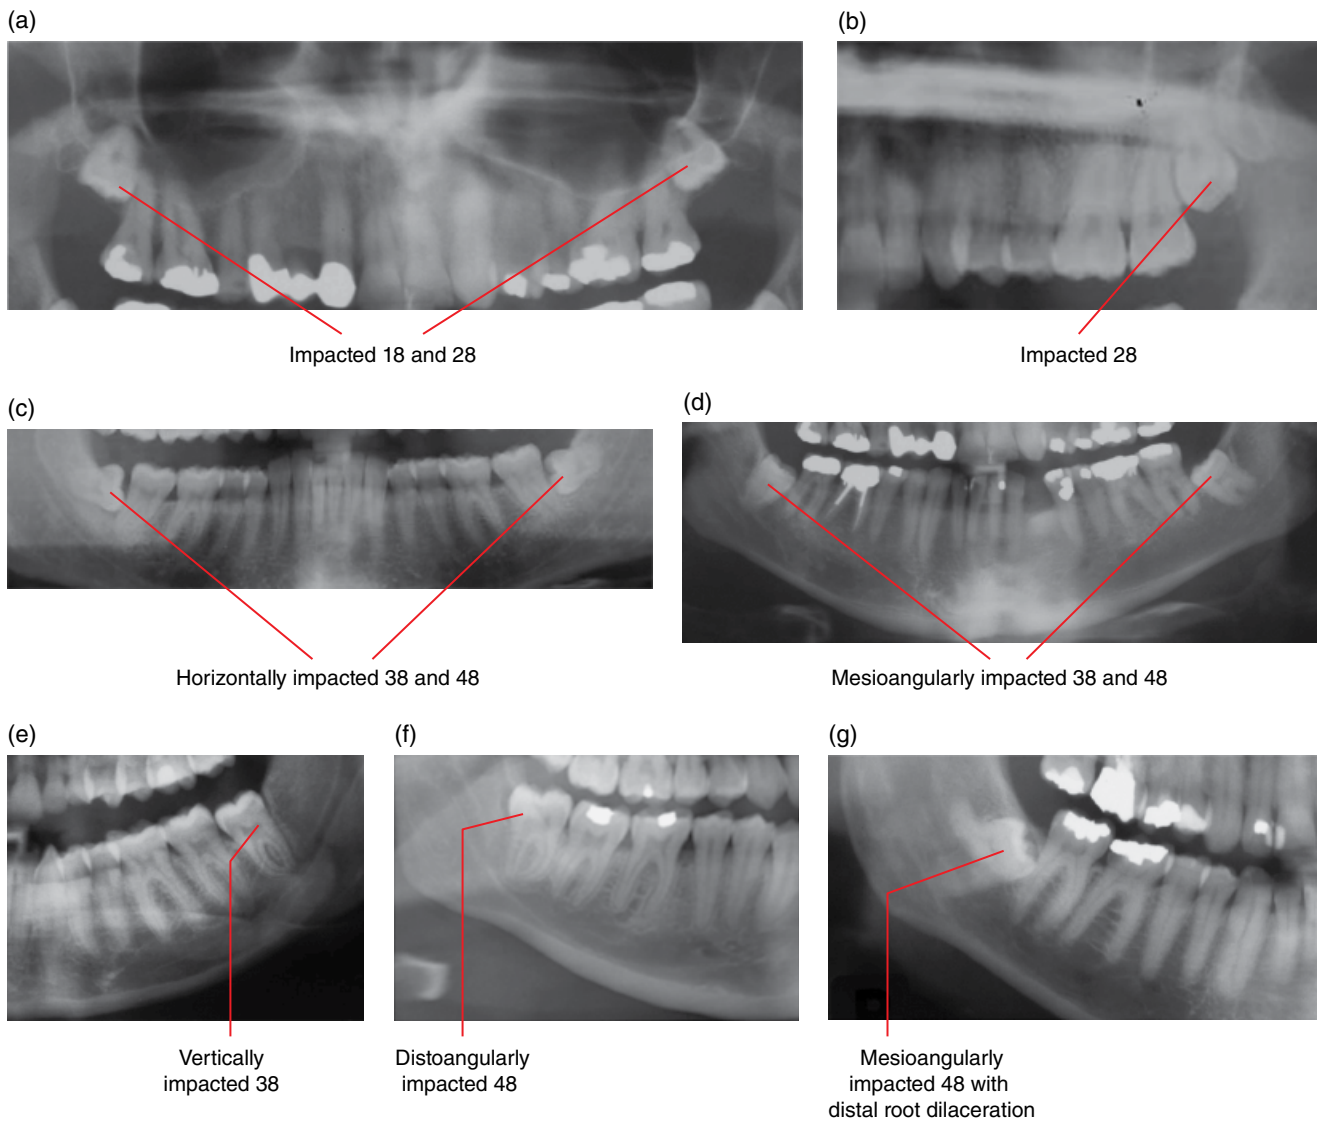 (a)
(b)
Impacted 18 and 28
Impacted 28
(c)
(d)
Horizontally impacted 38 and 48
Mesioangularly impacted 38 and 48
(e)
(f)
(g)
Vertically
impacted 38
Distoangularly
impacted 48
Mesioangularly
impacted 48 with
distal root dilaceration